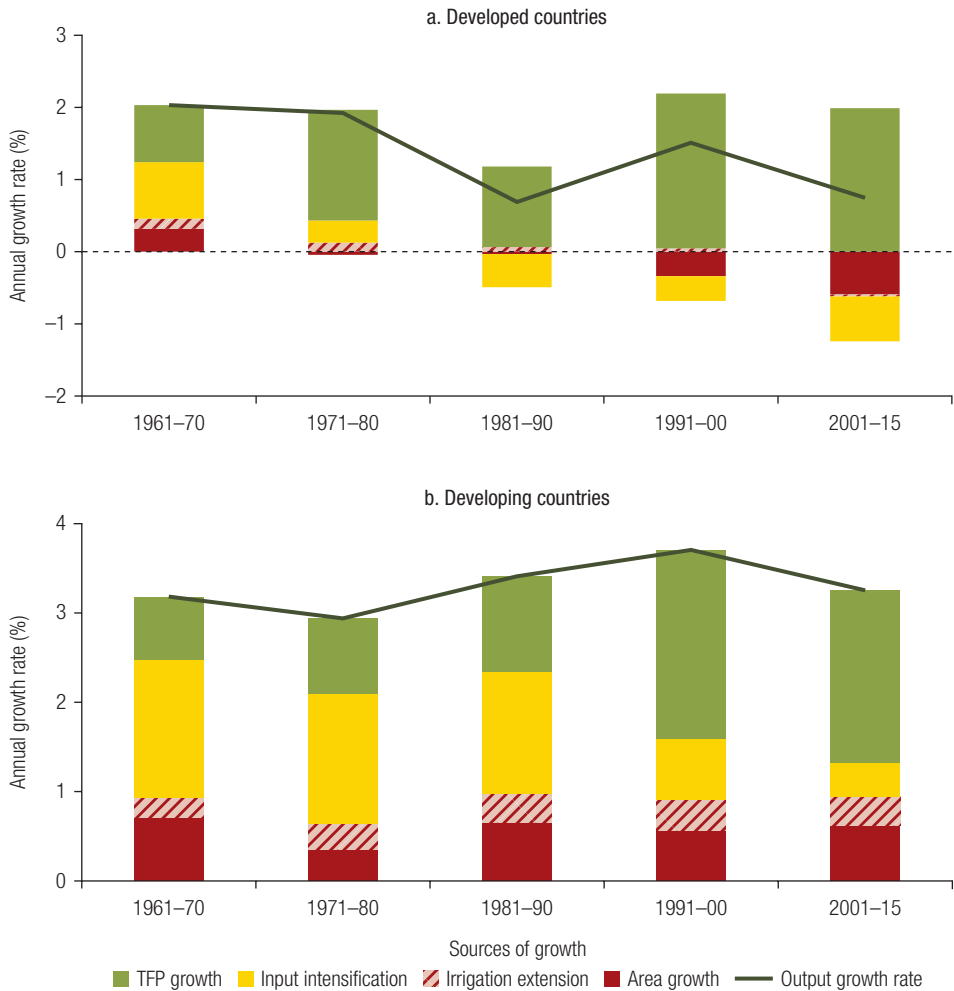 a. Developed countries
3
2
1
0
–1
–2
Annual growth rate (%)
1961–70 1971–80 1981–90 1991–00 2001–15
b. Developing countries
4
3
2
1
0
Annual growth rate (%)
1961–70 1971–80 1981–90 1991–00 2001–15
Sources of growth
TFP growth Input intensification Irrigation extension Area growth Output growth rate